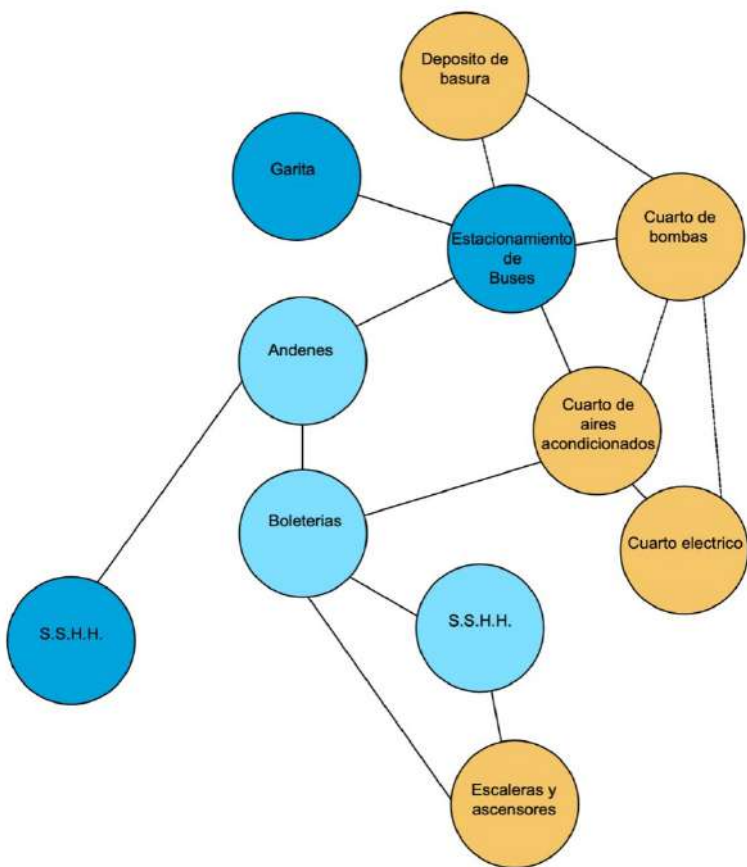 Deposito de
basura
Garita
Estacionamiento
de
Buses
Cuarto de
bombas
Andenes
Cuarto de
aires
acondicionados
Boleterias
Cuarto electrico
S.S.H.H.
S.S.H.H.
Escaleras y
ascensores